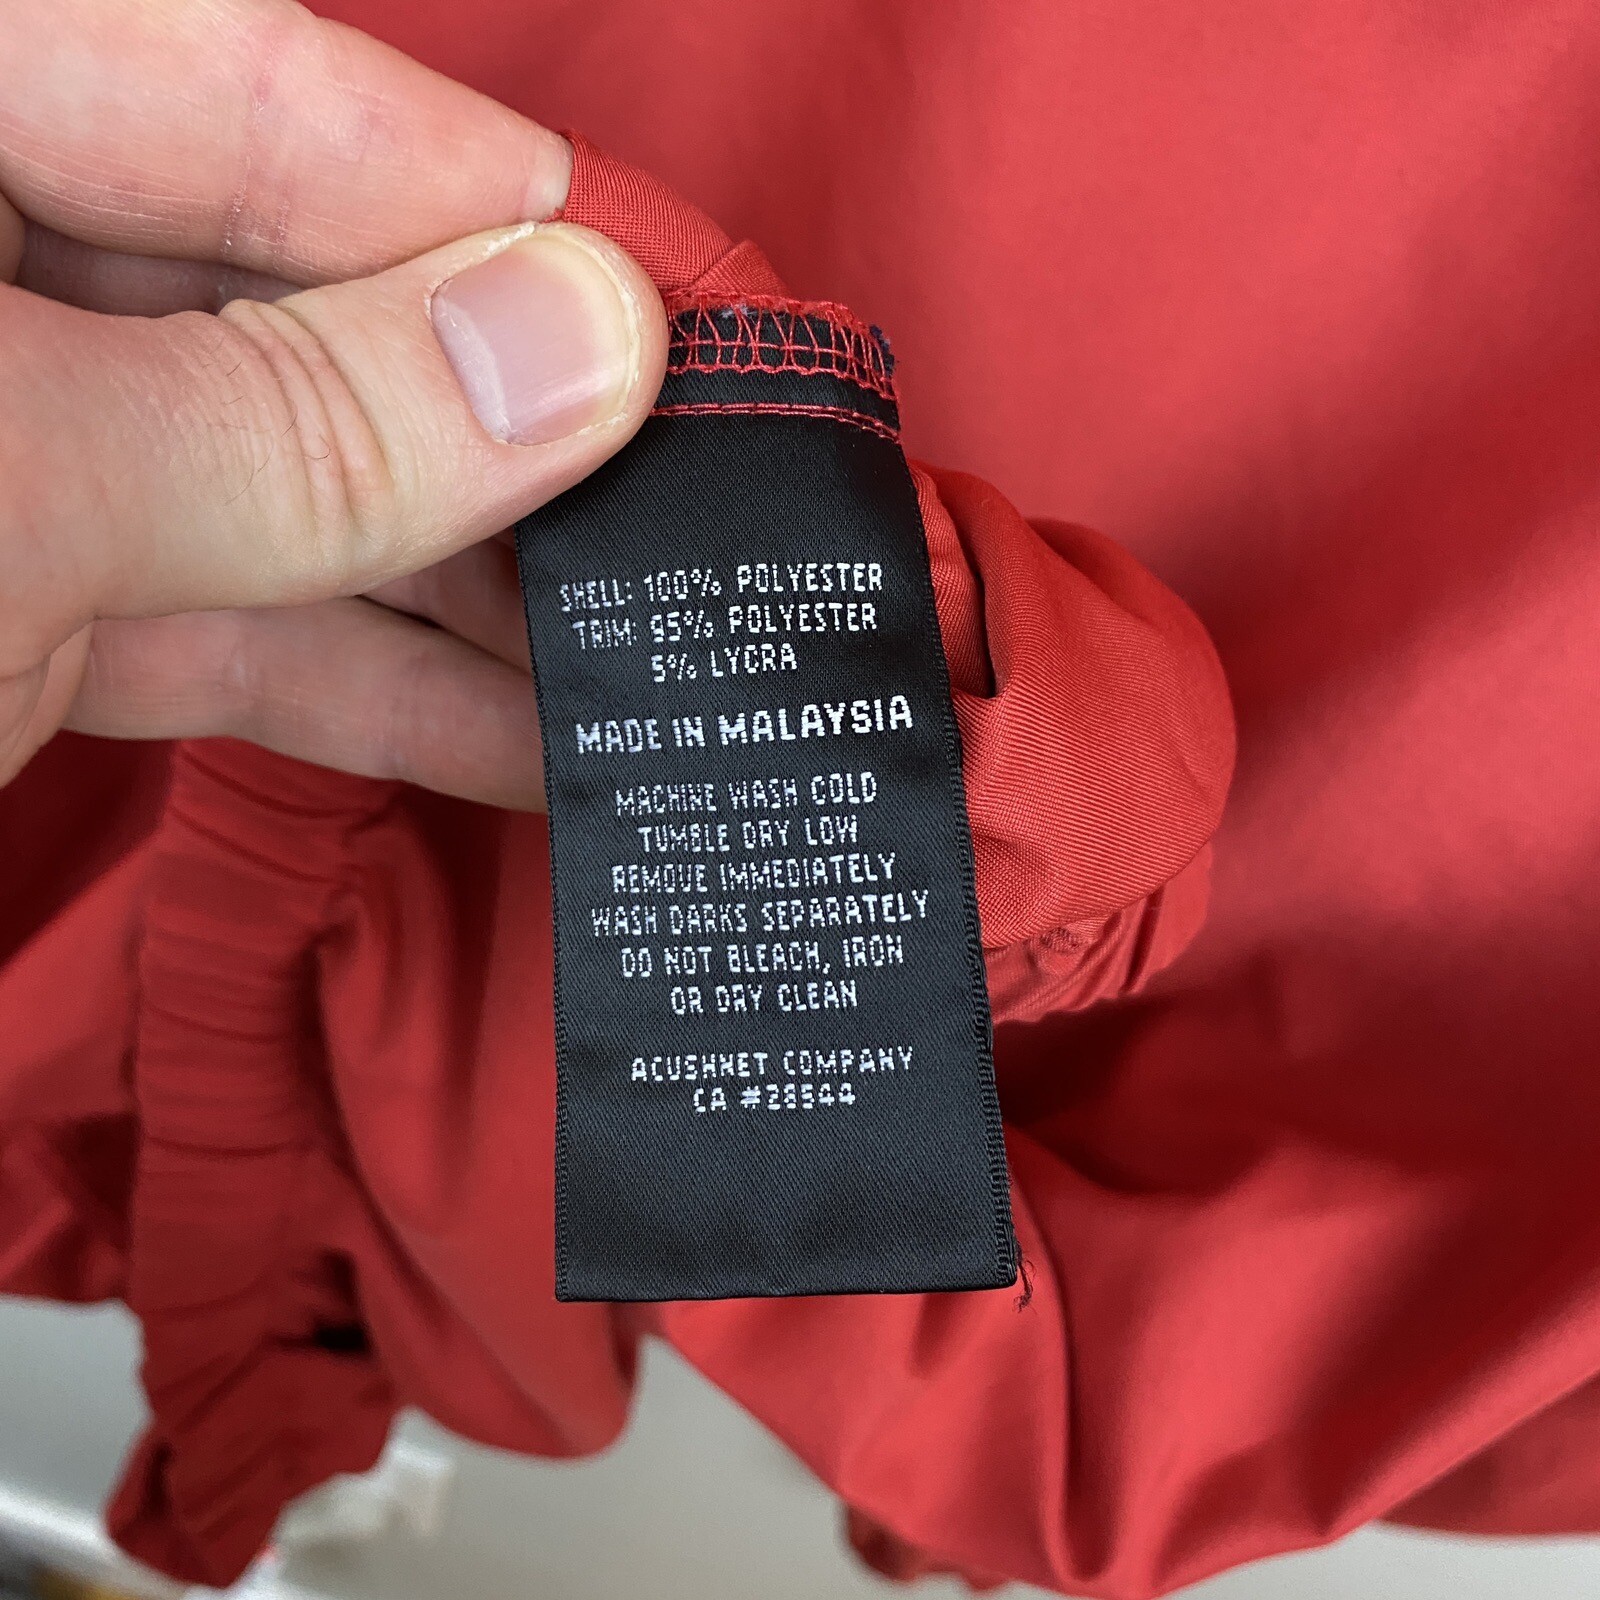 SHELL: 100% POLYESTER
TRIM: 95% POLYESTER
5% LYCRA
MADE IN MALAYSIA
MACHINE WASH COLD
TUMBLE DRY LOW
REMOVE IMMEDIATELY
WASH DARKS SEPARATELY
DO NOT BLEACH, IRON
OR DRY CLEAN
ACUSHNET COMPANY
CA #28544